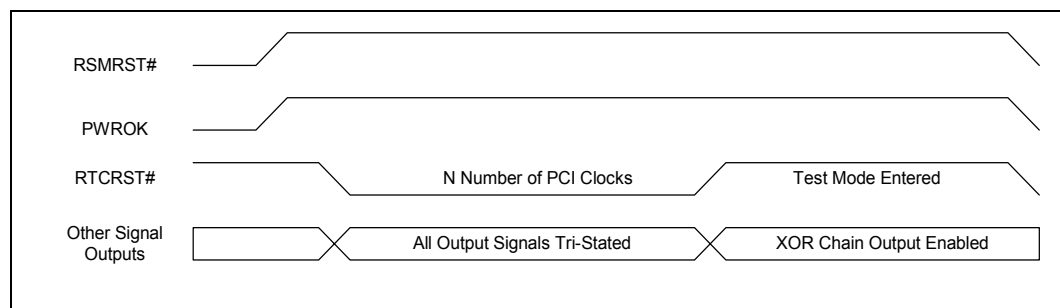 RSMRST#
PWROK
RTCRST#
N Number of PCI Clocks
Test Mode Entered
Other Signal
Outputs
All Output Signals Tri-Stated
XOR Chain Output Enabled